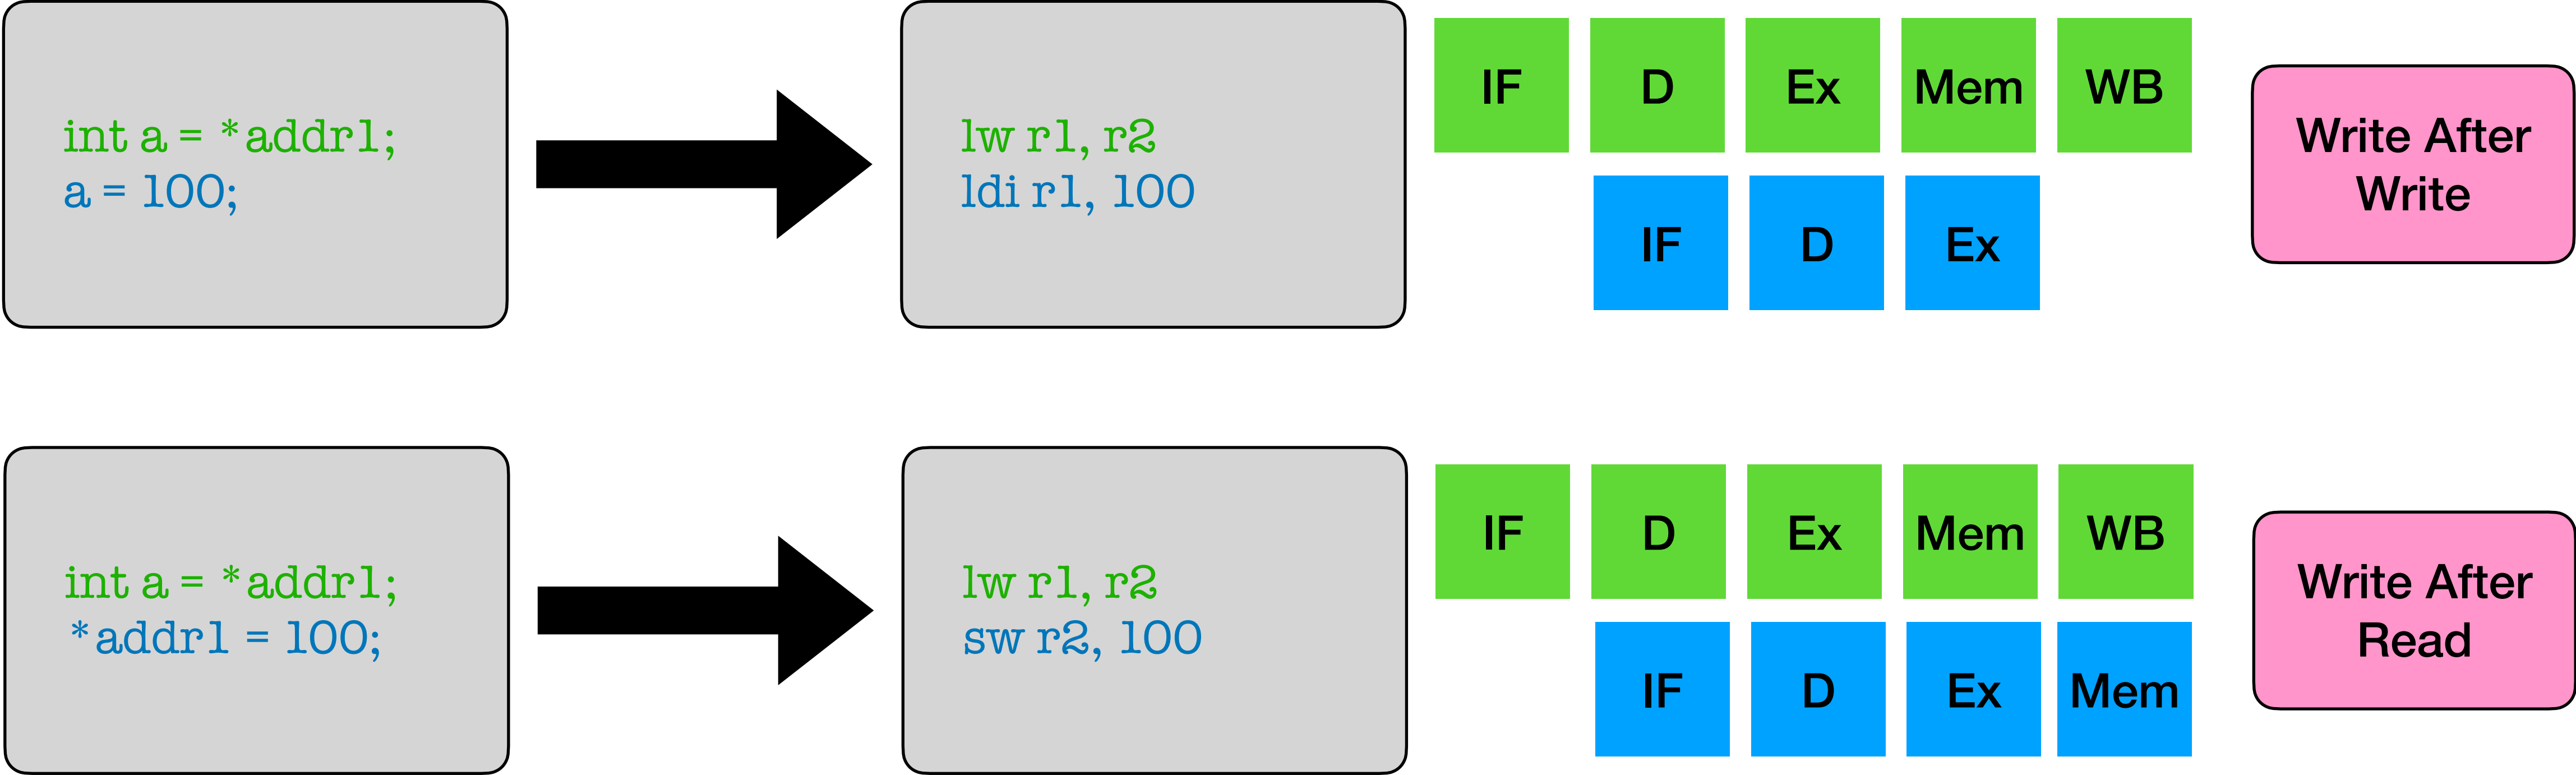 int a = *addr1;
a = 100;
lw r1, r2
ldi r1, 100
IF D Ex Mem WB
IF D Ex
Write After
Write
int a = *addr1;
*addr1 = 100;
lw r1, r2
sw r2, 100
IF D Ex Mem WB
IF D Ex Mem
Write After
Read